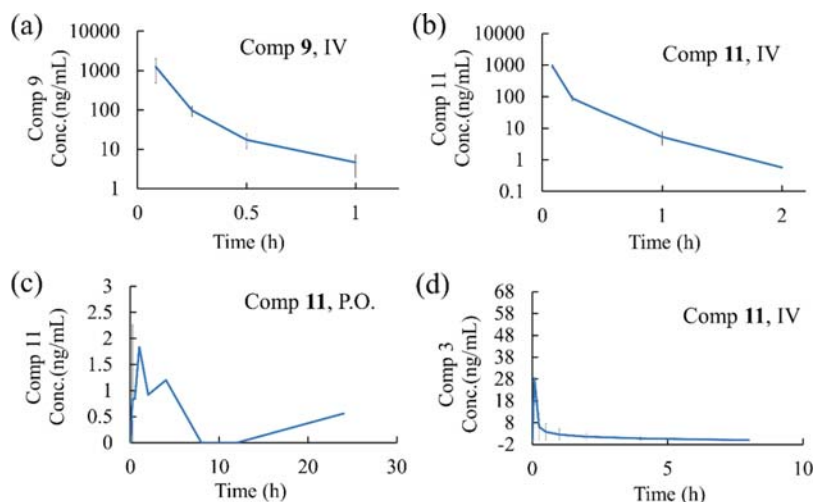 (a)
Comp 9, IV
Comp 9
Conc.(ng/mL)
10000
1000
100
10
1
0
0.5
1
Time (h)
(b)
Comp 11, IV
Comp 11
Conc.(ng/mL)
10000
1000
100
10
1
0.1
0
1
2
Time (h)
(c)
Comp 11, P.O.
Comp 11
Conc.(ng/mL)
3
2.5
2
1.5
1
0.5
0
0
10
20
30
Time (h)
(d)
Comp 11, IV
Comp 3
Conc.(ng/mL)
68
58
48
38
28
18
8
-2
0
5
10
Time (h)